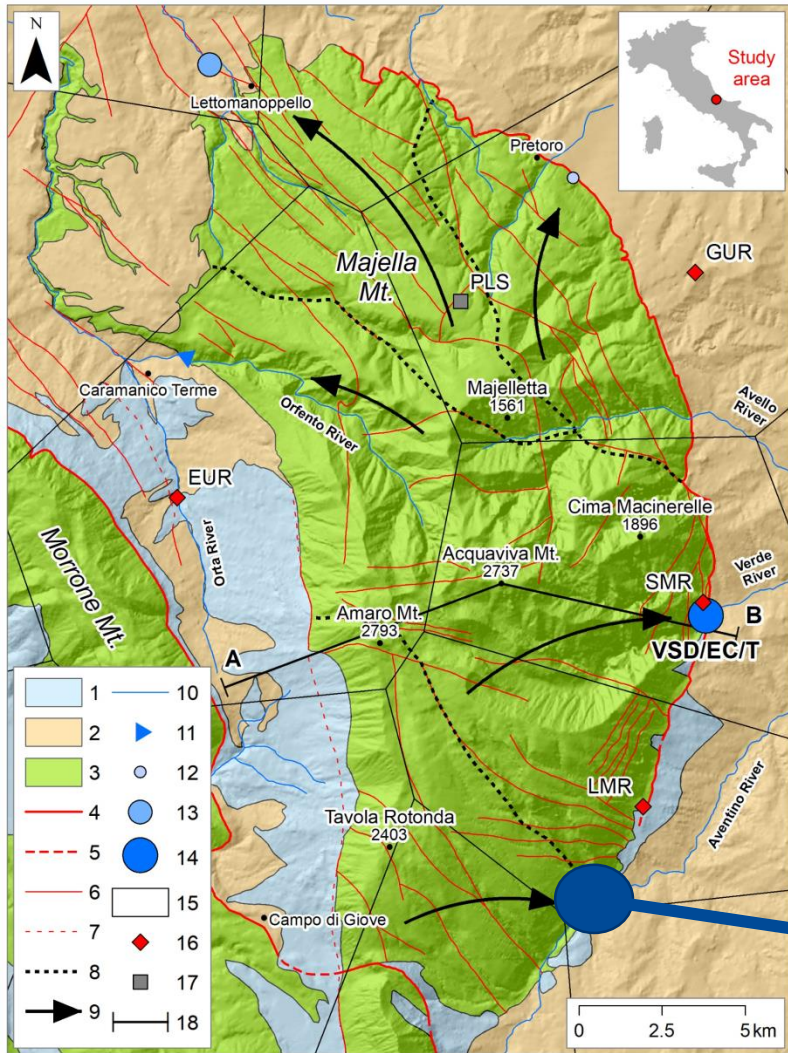 N
Study
area
Lettomanoppello
Pretoro
GUR
Majella
Mt.
PLS
Caramanico Terme
Majelletta
1561
Avello
River
Orfento River
EUR
Cima Macinerelle
1896
Orta River
Acquaviva Mt.
2737
Verde
River
Morrone Mt.
SMR
Amaro Mt.
2793
A
B
VSD/EC/T
LMR
Aventino River
Tavola Rotonda
2403
Campo di Giove
1
2
3
4
5
6
7
8
9
10
11
12
13
14
15
16
17
18
0 2.5 5 km